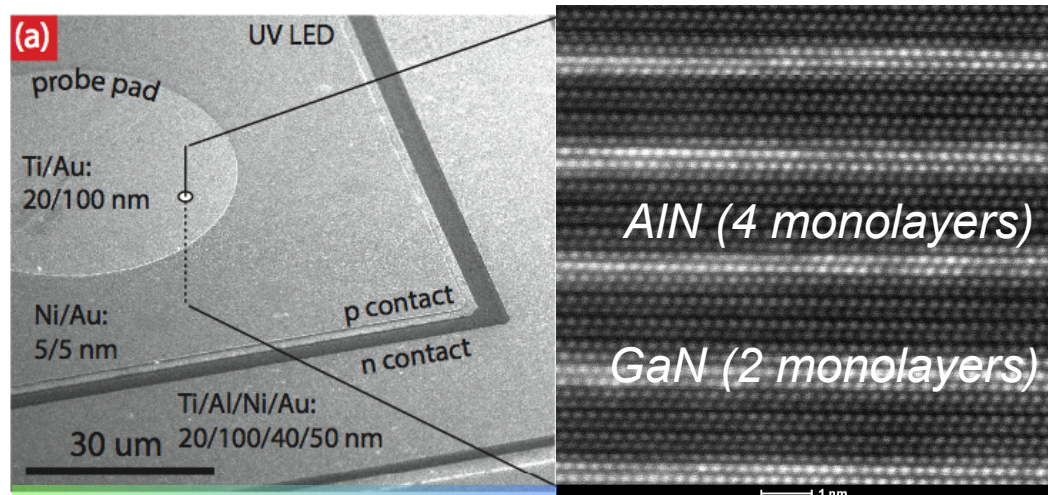 (a)
UV LED
probe pad
Ti/Au:
20/100 nm
Ni/Au:
5/5 nm
p contact
n contact
Ti/Al/Ni/Au:
20/100/40/50 nm
30 um
AlN (4 monolayers)
GaN (2 monolayers)
1 nm